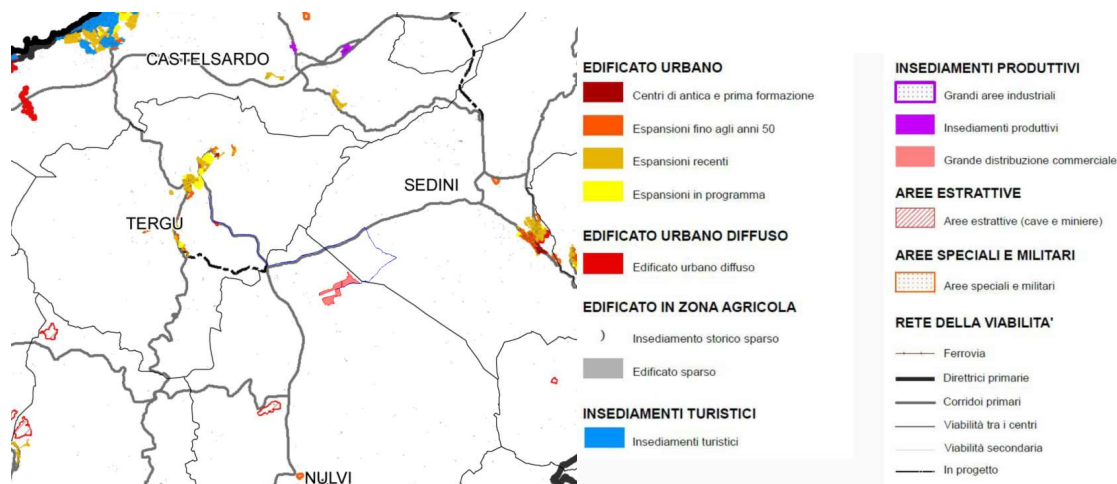 CASTELSARDO
SEDINI
TERGU
NULVI
EDIFICATO URBANO
Centri di antica e prima formazione
Espansioni fino agli anni 50
Espansioni recenti
Espansioni in programma
EDIFICATO URBANO DIFFUSO
Edificato urbano diffuso
EDIFICATO IN ZONA AGRICOLA
Insediamento storico sparso
Edificato sparso
INSEDIAMENTI TURISTICI
Insediamenti turistici
INSEDIAMENTI PRODUTTIVI
Grandi aree industriali
Insediamenti produttivi
Grande distribuzione commerciale
AREE ESTRATTIVE
Aree estrattive (cave e miniere)
AREE SPECIALI E MILITARI
Aree speciali e militari
RETE DELLA VIABILITA'
Ferrovia
Direttrici primarie
Corridoi primari
Viabilità tra i centri
Viabilità secondaria
In progetto